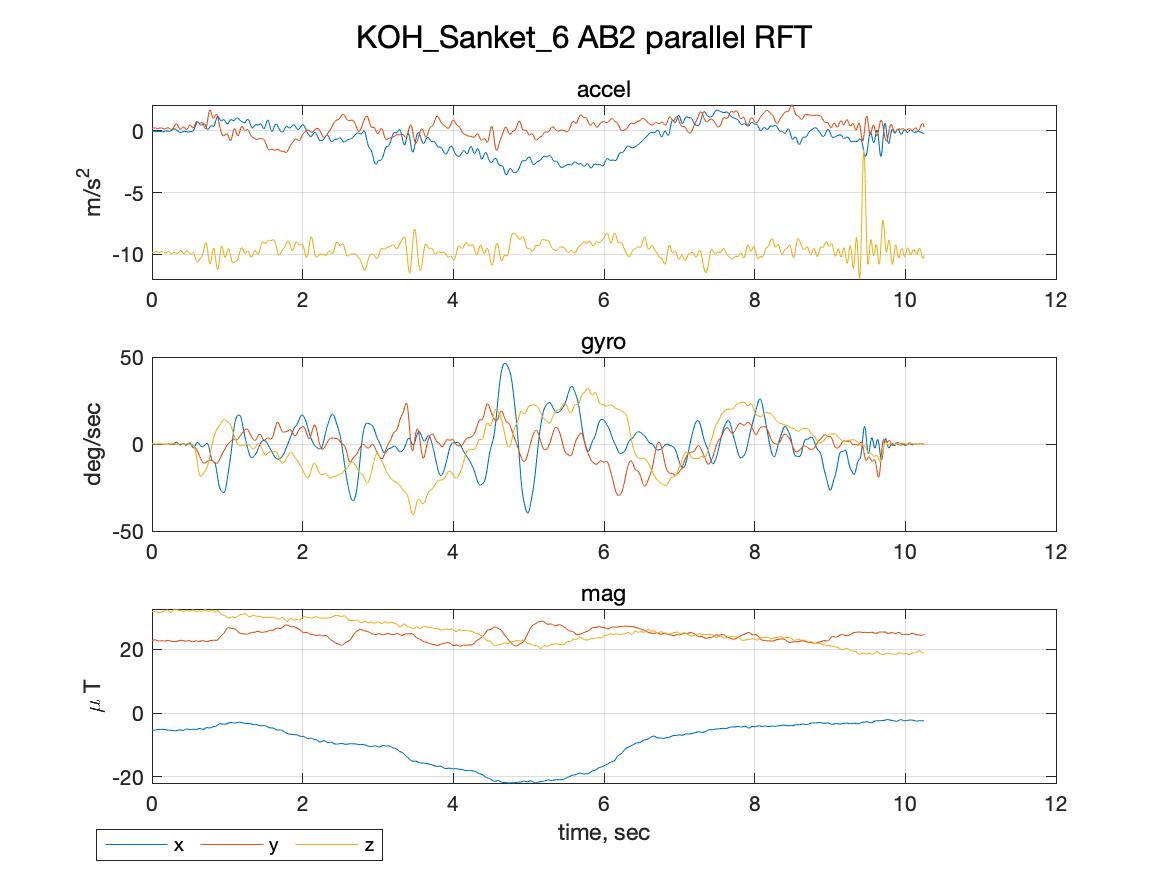 KOH_Sanket_6 AB2 parallel RFT
accel
m/s²
0
-5
-10
0 2 4 6 8 10 12
gyro
deg/sec
50
0
-50
0 2 4 6 8 10 12
mag
μ T
20
0
-20
0 2 4 6 8 10 12
time, sec
x y z